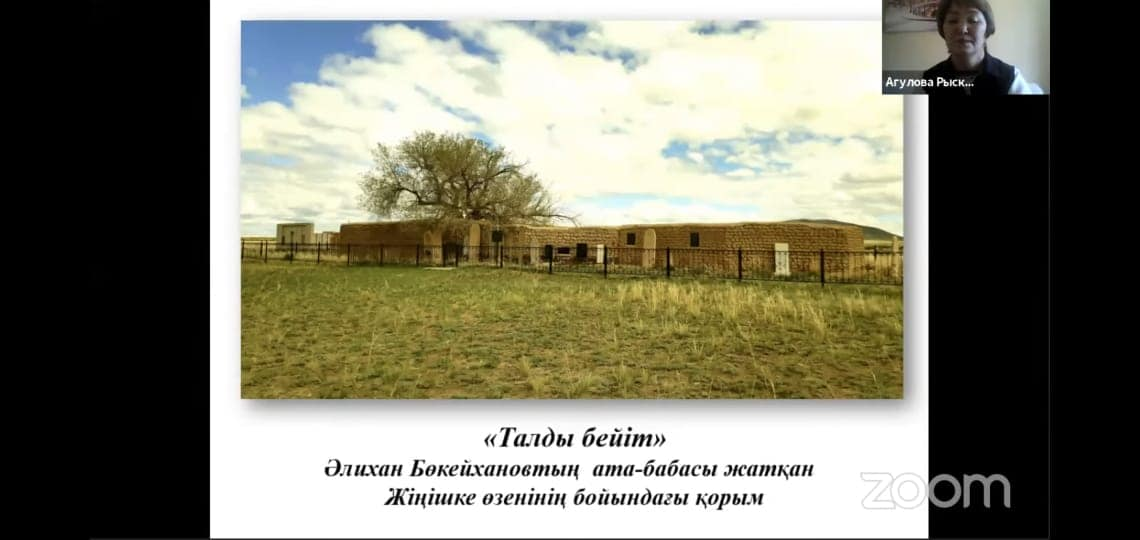 Агулова Рыск...
«Талды бейіт»
Әлихан Бөкейхановтың ата-бабасы жатқан
Жіңішке өзенінің бойындағы қорым
zoom